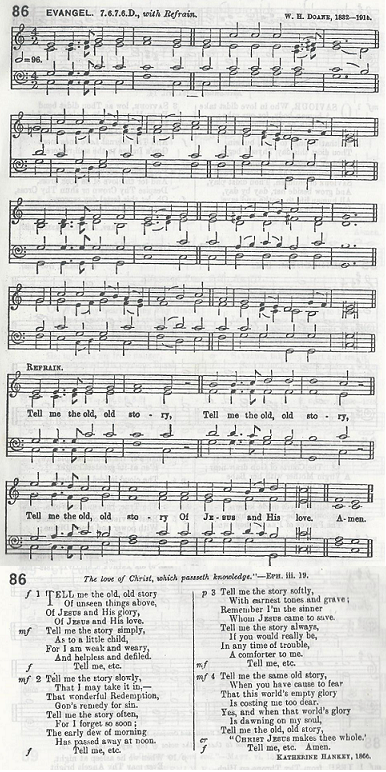 86 EVANGEL. 7.6.7.6.D., with Refrain. W. H. DOANE, 1832—1915.
=96.
REFRAIN.
Tell me the old, old sto - ry, Tell me the old, old sto - ry,
Tell me the old, old sto - ry Of Je - sus and His love. A-men.
86 The love of Christ, which passeth knowledge."—EPH. iii. 19.
f 1 TELL me the old, old story
Of unseen things above,
Of Jesus and His glory,
Of Jesus and His love.
mf Tell me the story simply,
As to a little child,
For I am weak and weary,
And helpless and defiled.
f Tell me, etc.
mf 2 Tell me the story slowly,
That I may take it in,—
That wonderful Redemption,
God's remedy for sin.
Tell me the story often,
For I forget so soon;
The early dew of morning
Has passed away at noon.
f Tell me, etc.
p 3 Tell me the story softly,
With earnest tones and grave;
Remember I'm the sinner
Whom Jesus came to save.
Tell me the story always,
If you would really be,
In any time of trouble,
A comforter to me.
mf Tell me, etc.
mf 4 Tell me the same old story,
When you have cause to fear
That this world's empty glory
Is costing me too dear.
Yes, and when that world's glory
Is dawning on my soul,
Tell me the old, old story,
cr "CHRIST JESUS makes thee whole.'
f Tell me, etc. Amen.
KATHERINE HANKEY, 1866.